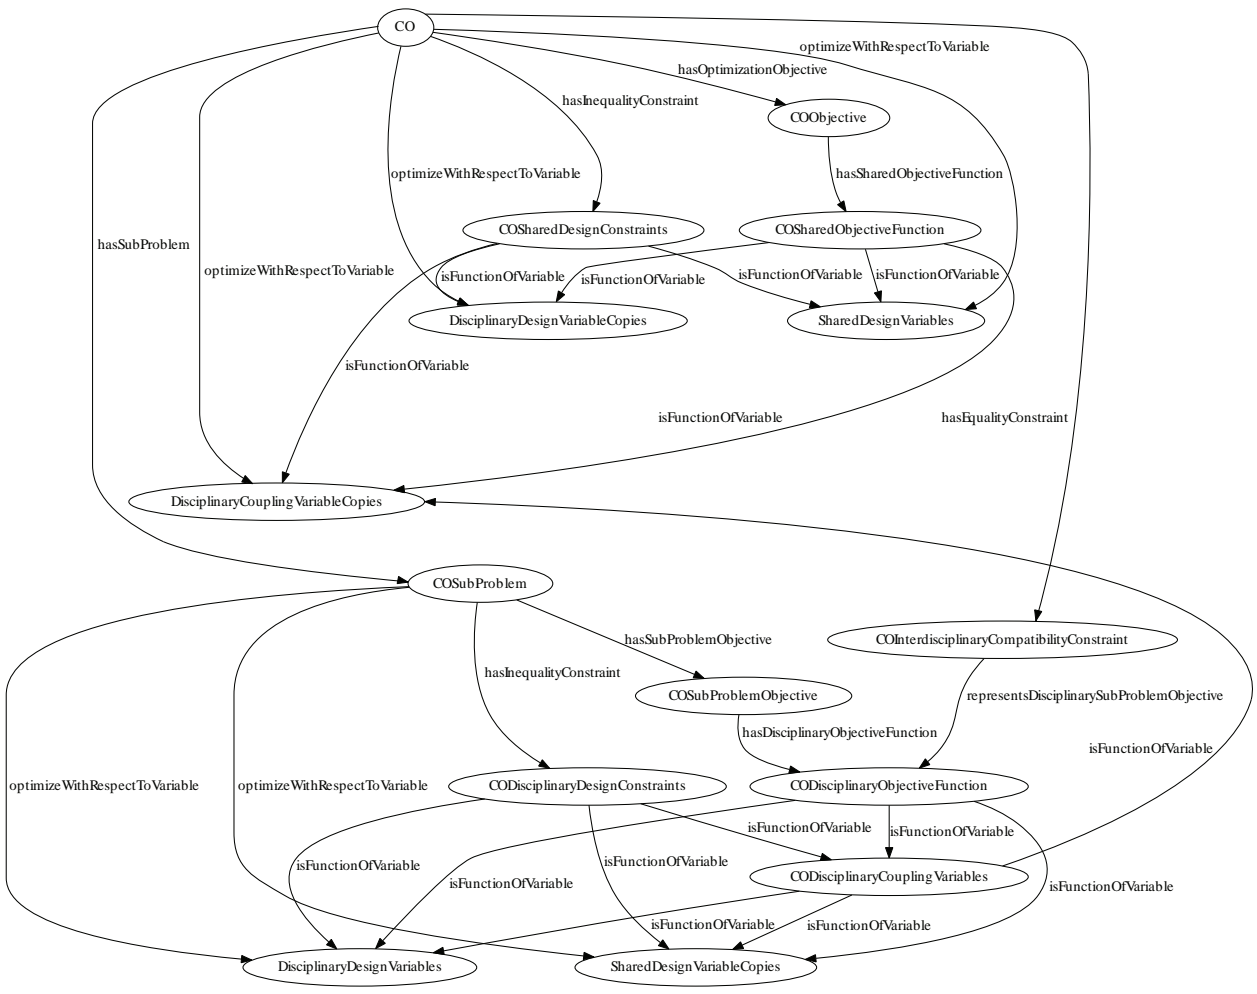 CO
optimizeWithRespectToVariable
hasOptimizationObjective
hasInequalityConstraint
COObjective
optimizeWithRespectToVariable
hasSharedObjectiveFunction
COSharedDesignConstraints
COSharedObjectiveFunction
hasSubProblem
optimizeWithRespectToVariable
isFunctionOfVariable
isFunctionOfVariable
isFunctionOfVariable
isFunctionOfVariable
DisciplinaryDesignVariableCopies
SharedDesignVariables
isFunctionOfVariable
isFunctionOfVariable
hasEqualityConstraint
DisciplinaryCouplingVariableCopies
COSubProblem
hasSubProblemObjective
COInterdisciplinaryCompatibilityConstraint
hasInequalityConstraint
COSubProblemObjective
representsDisciplinarySubProblemObjective
hasDisciplinaryObjectiveFunction
isFunctionOfVariable
optimizeWithRespectToVariable
optimizeWithRespectToVariable
CODisciplinaryDesignConstraints
CODisciplinaryObjectiveFunction
isFunctionOfVariable
isFunctionOfVariable
isFunctionOfVariable
isFunctionOfVariable
CODisciplinaryCouplingVariables
isFunctionOfVariable
isFunctionOfVariable
isFunctionOfVariable
isFunctionOfVariable
DisciplinaryDesignVariables
SharedDesignVariableCopies